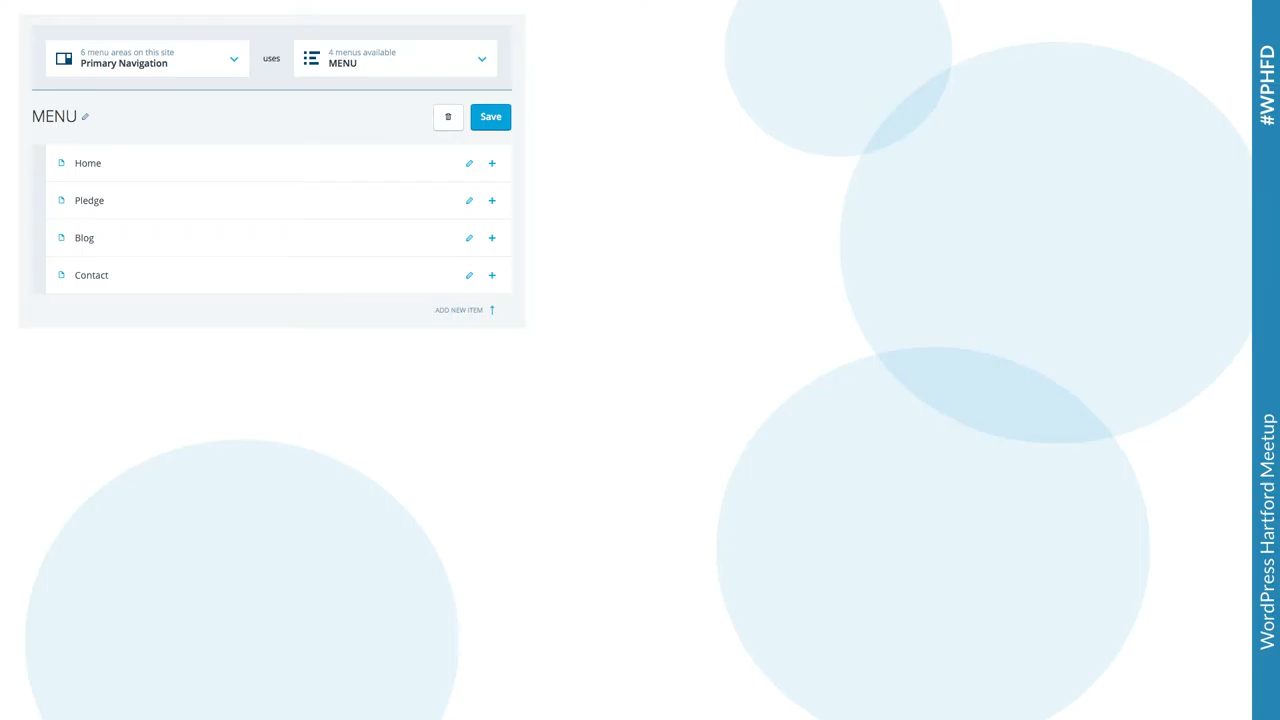 6 menu areas on this site
Primary Navigation
uses
4 menus available
MENU
MENU
Save
Home
Pledge
Blog
Contact
ADD NEW ITEM
#WPHFD
WordPress Hartford Meetup